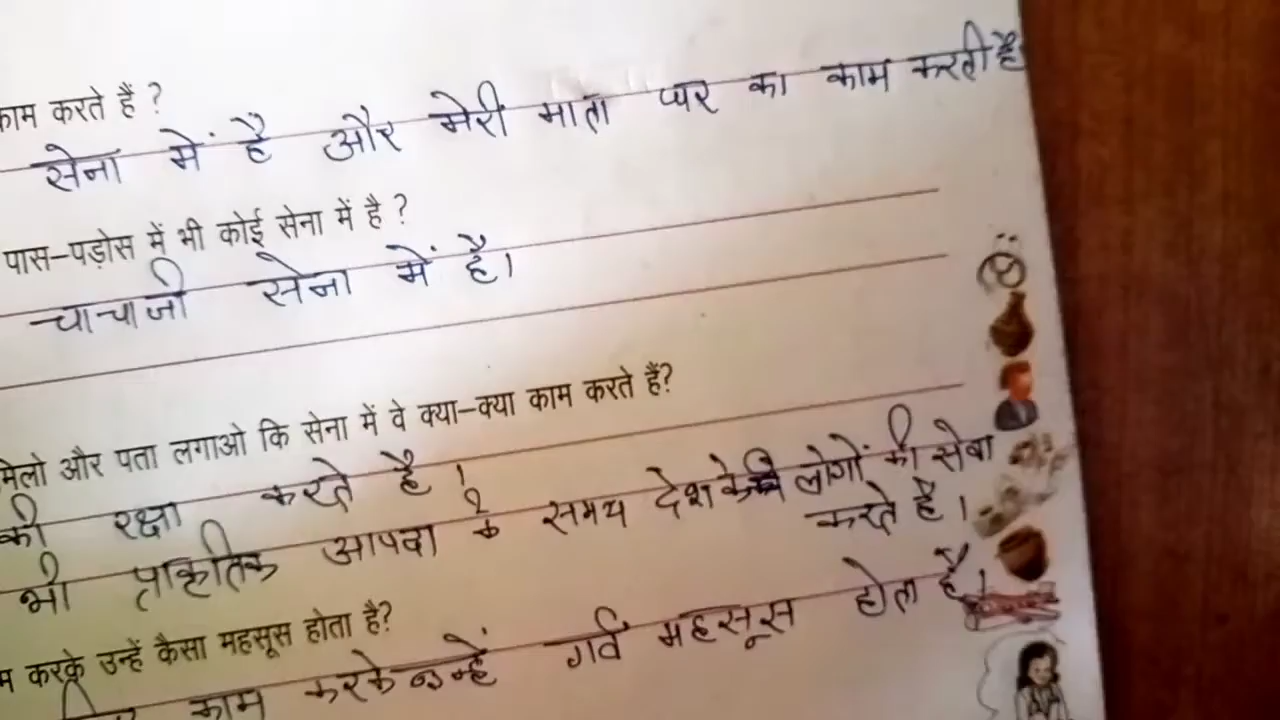 काम करते हैं ?
सेना में है और मेरी माता घर का काम करती है
पास-पड़ोस में भी कोई सेना में है ?
चाचाजी सेना में है।
मिलो और पता लगाओ कि सेना में वे क्या-क्या काम करते हैं?
की रक्षा करते है।
भी प्राकृतिक आपदा के समय देश के लोगों की सेवा
करते है।
करके उन्हें कैसा महसूस होता है?
काम करके उन्हें गर्व महसूस होता है।